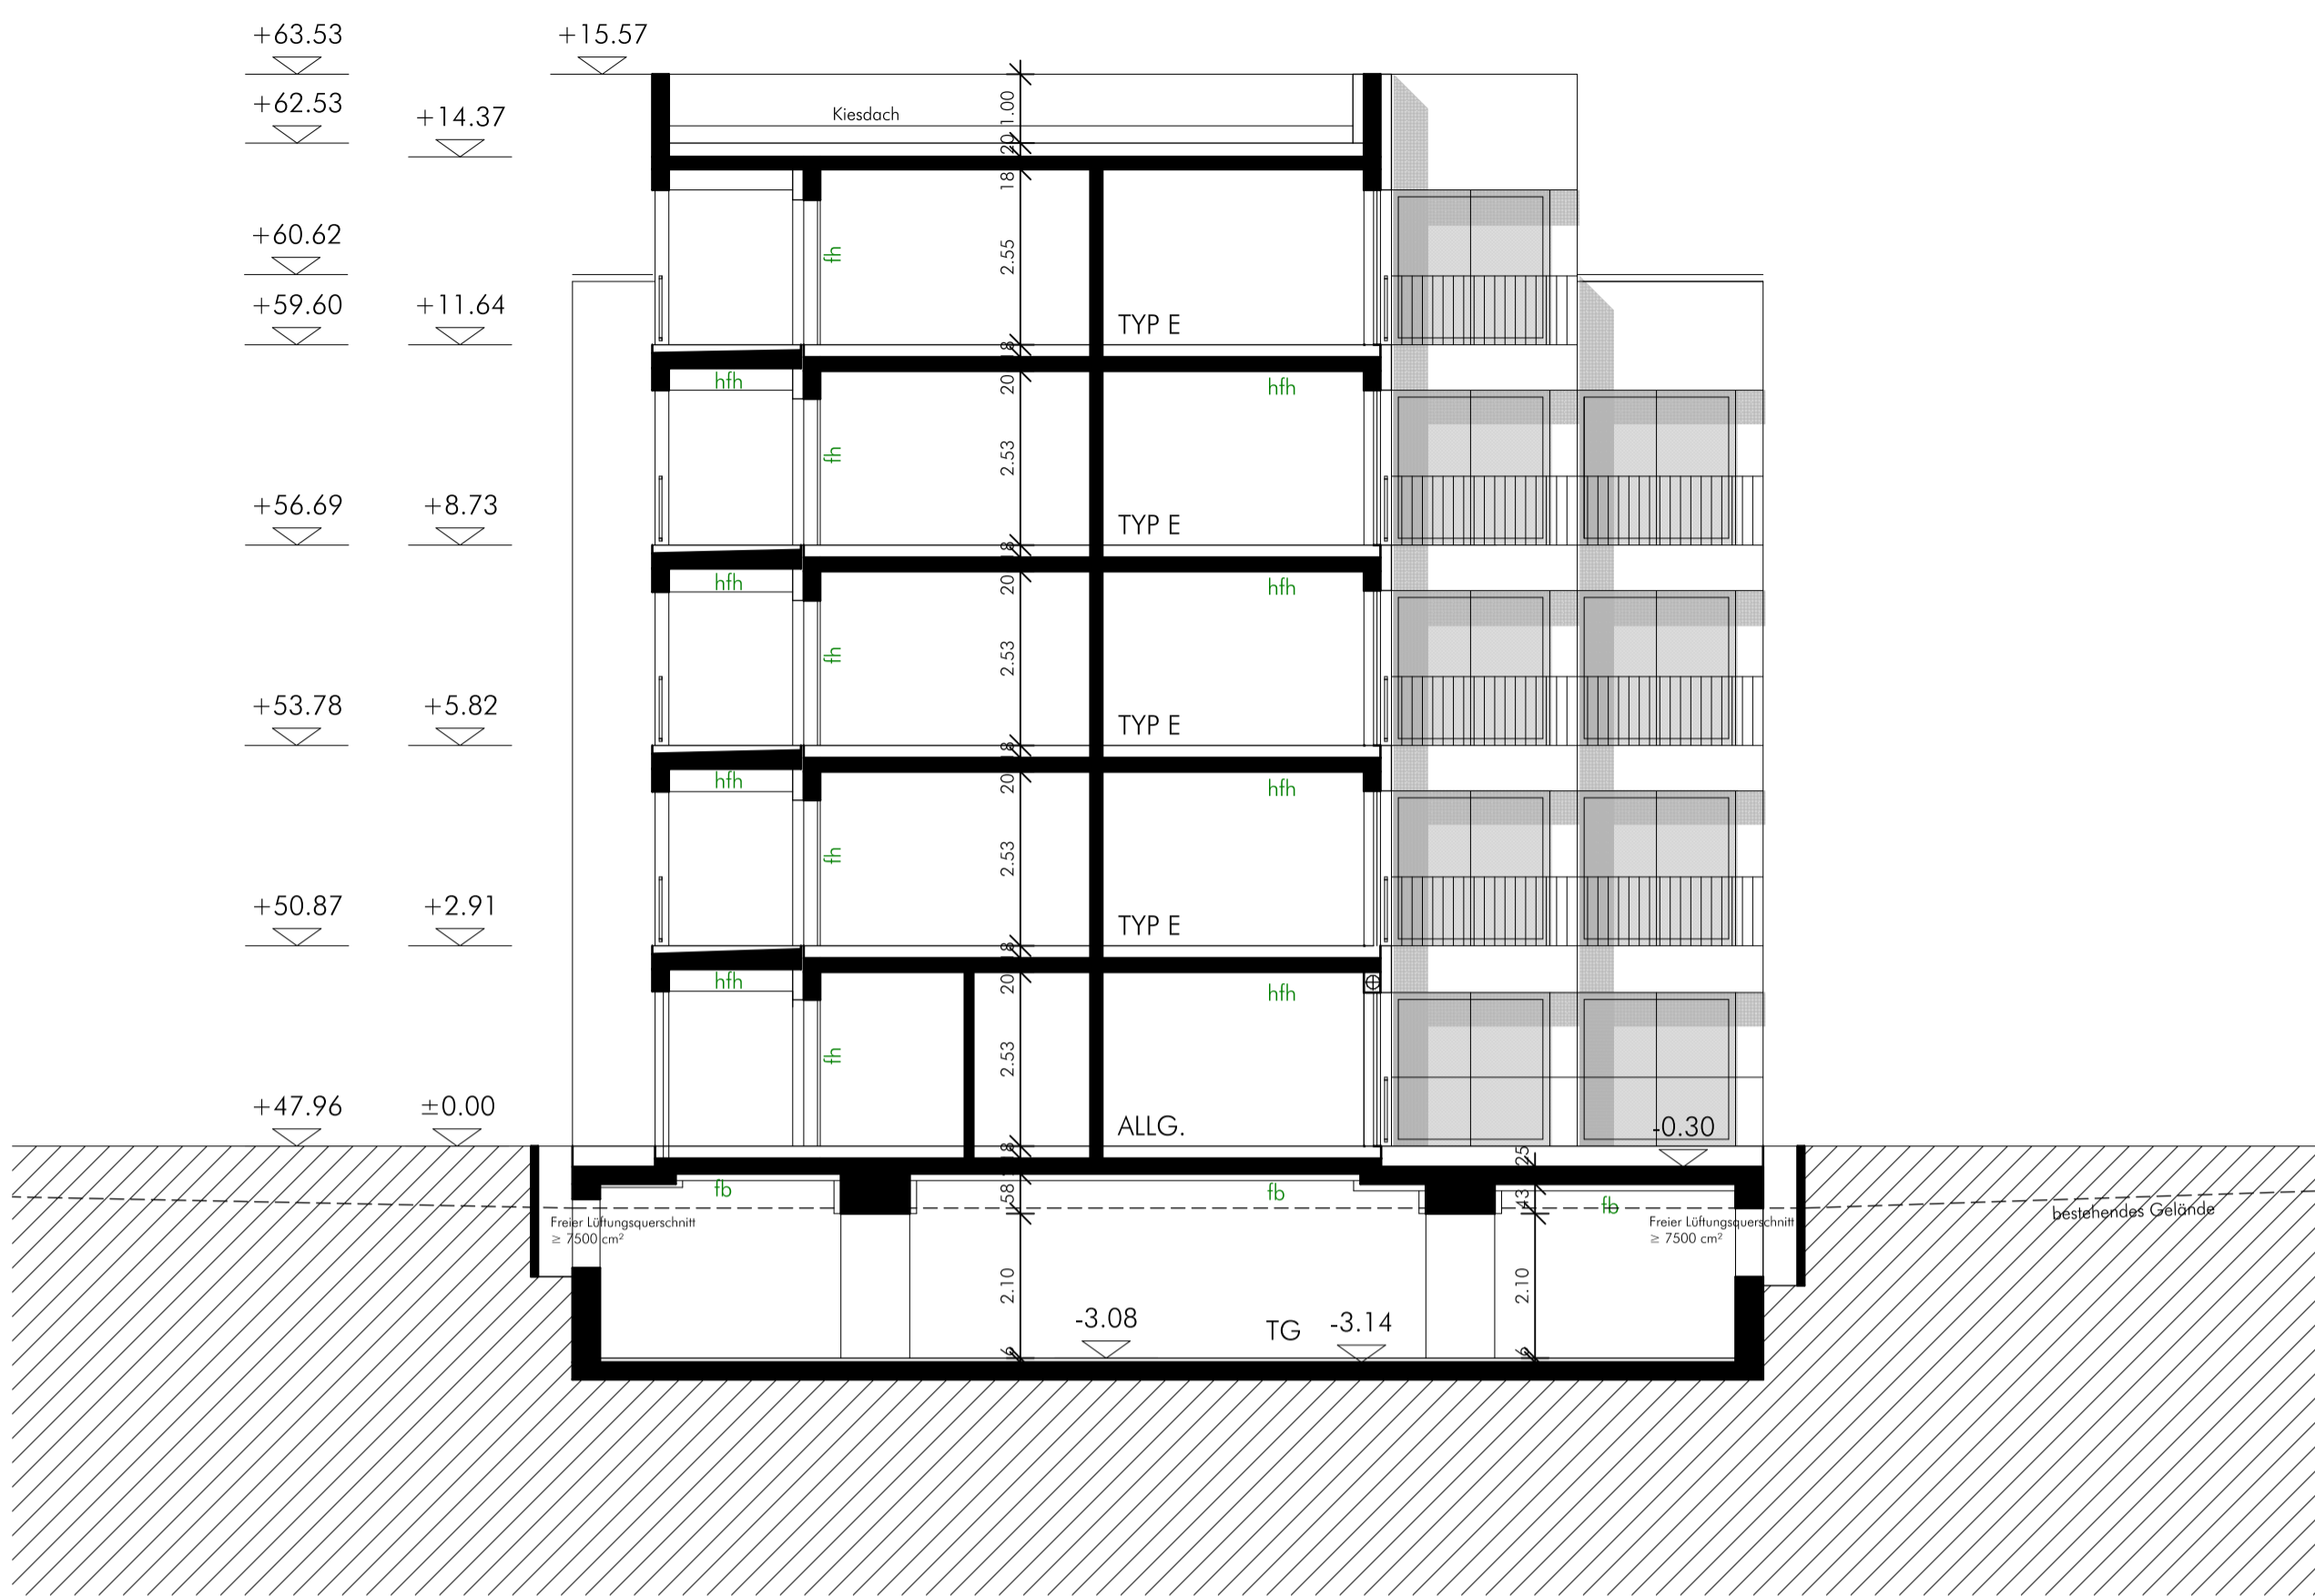 +63.53
+15.57
+62.53
+14.37
Kiesdach
1.00
20
18
+60.62
fh
2.55
+59.60
+11.64
TYP E
18
hfh
20
hfh
fh
2.53
+56.69
+8.73
TYP E
18
hfh
20
hfh
fh
2.53
+53.78
+5.82
TYP E
18
hfh
20
hfh
fh
2.53
+50.87
+2.91
TYP E
18
hfh
20
hfh
fh
2.53
+47.96
±0.00
ALLG.
-0.30
18
25
fb
58
fb
43
fb
bestehendes Gelände
Freier Lüftungsquerschnitt
≥ 7500 cm²
Freier Lüftungsquerschnitt
≥ 7500 cm²
2.10
2.10
-3.08
TG
-3.14
6
6